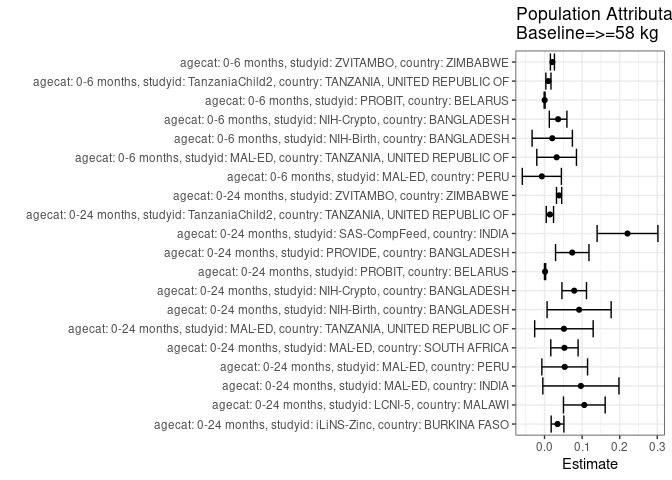 Population Attributa
Baseline=>=58 kg
agecat: 0-6 months, studyid: ZVITAMBO, country: ZIMBABWE
agecat: 0-6 months, studyid: TanzaniaChild2, country: TANZANIA, UNITED REPUBLIC OF
agecat: 0-6 months, studyid: PROBIT, country: BELARUS
agecat: 0-6 months, studyid: NIH-Crypto, country: BANGLADESH
agecat: 0-6 months, studyid: NIH-Birth, country: BANGLADESH
agecat: 0-6 months, studyid: MAL-ED, country: TANZANIA, UNITED REPUBLIC OF
agecat: 0-6 months, studyid: MAL-ED, country: PERU
agecat: 0-24 months, studyid: ZVITAMBO, country: ZIMBABWE
agecat: 0-24 months, studyid: TanzaniaChild2, country: TANZANIA, UNITED REPUBLIC OF
agecat: 0-24 months, studyid: SAS-CompFeed, country: INDIA
agecat: 0-24 months, studyid: PROVIDE, country: BANGLADESH
agecat: 0-24 months, studyid: PROBIT, country: BELARUS
agecat: 0-24 months, studyid: NIH-Crypto, country: BANGLADESH
agecat: 0-24 months, studyid: NIH-Birth, country: BANGLADESH
agecat: 0-24 months, studyid: MAL-ED, country: TANZANIA, UNITED REPUBLIC OF
agecat: 0-24 months, studyid: MAL-ED, country: SOUTH AFRICA
agecat: 0-24 months, studyid: MAL-ED, country: PERU
agecat: 0-24 months, studyid: MAL-ED, country: INDIA
agecat: 0-24 months, studyid: LCNI-5, country: MALAWI
agecat: 0-24 months, studyid: iLiNS-Zinc, country: BURKINA FASO
0.0 0.1 0.2 0.3
Estimate